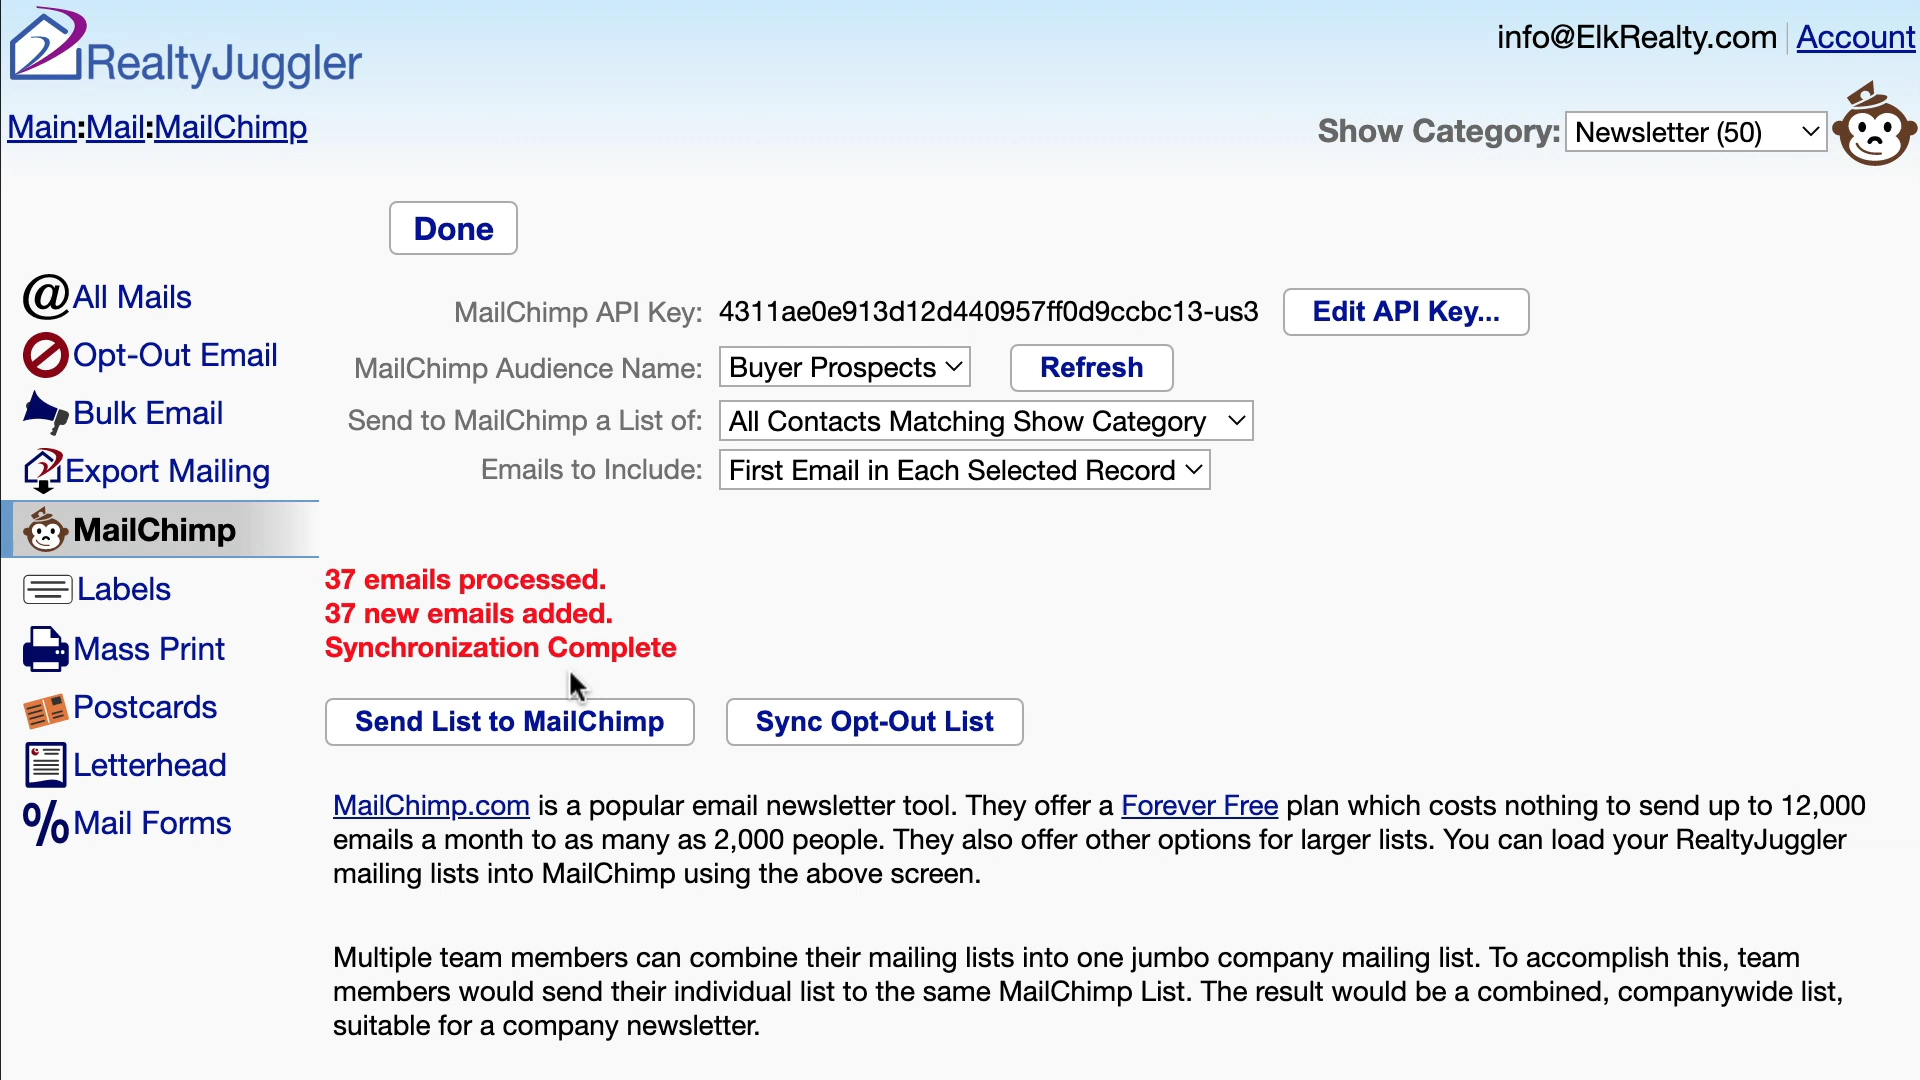 RealtyJuggler
info@ElkRealty.com Account
Main:Mail:MailChimp
Show Category: Newsletter (50)
Done
All Mails
Opt-Out Email
Bulk Email
Export Mailing
MailChimp
Labels
Mass Print
Postcards
Letterhead
Mail Forms
MailChimp API Key: 4311ae0e913d12d440957ff0d9ccbc13-us3 Edit API Key...
MailChimp Audience Name: Buyer Prospects Refresh
Send to MailChimp a List of: All Contacts Matching Show Category
Emails to Include: First Email in Each Selected Record
37 emails processed.
37 new emails added.
Synchronization Complete
Send List to MailChimp Sync Opt-Out List
MailChimp.com is a popular email newsletter tool. They offer a Forever Free plan which costs nothing to send up to 12,000
emails a month to as many as 2,000 people. They also offer other options for larger lists. You can load your RealtyJuggler
mailing lists into MailChimp using the above screen.
Multiple team members can combine their mailing lists into one jumbo company mailing list. To accomplish this, team
members would send their individual list to the same MailChimp List. The result would be a combined, companywide list,
suitable for a company newsletter.